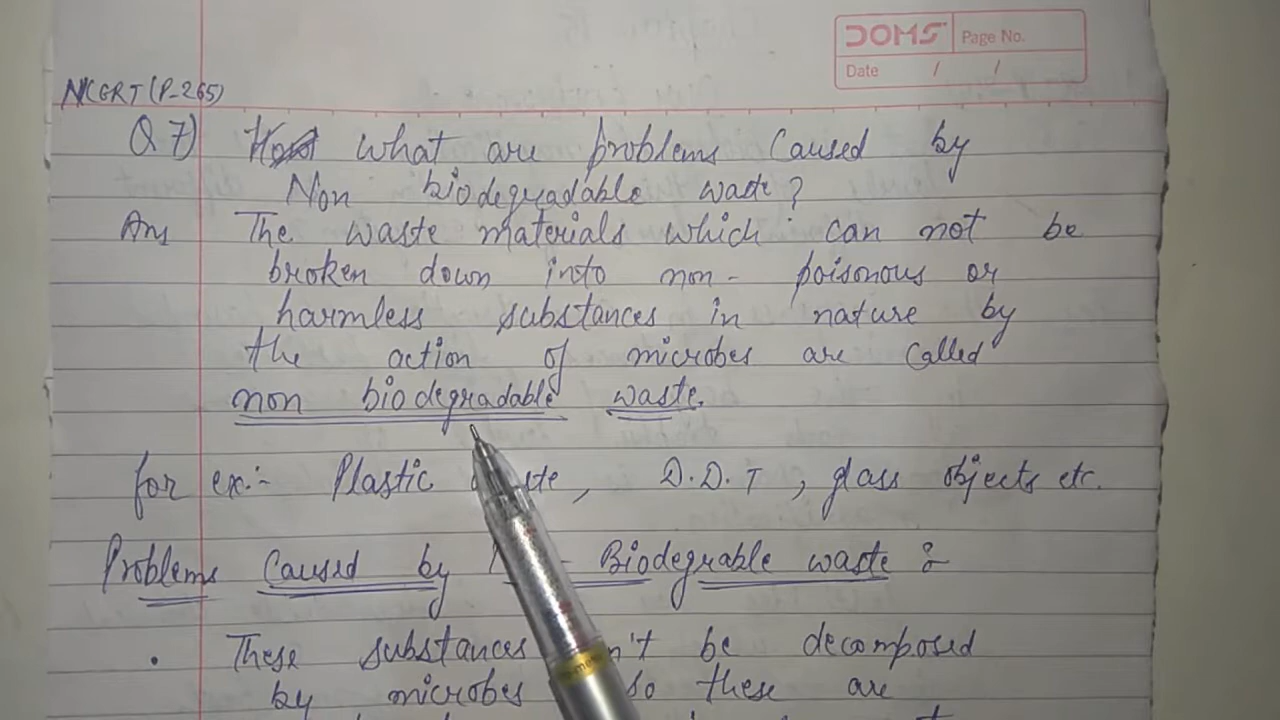 DOMS Page No.
Date / /
NCERT (P-265)
Q 7) What are problems Caused by
Non biodegradable waste?
Ans The waste materials which can not be
broken down into non- poisonous or
harmless substances in nature by
the action of microbes are called
non biodegradable waste.
for ex:- Plastic , D.D.T , glass objects etc.
Problems Caused by - Biodegrable waste :
• These substances be decomposed
by microbes so these are